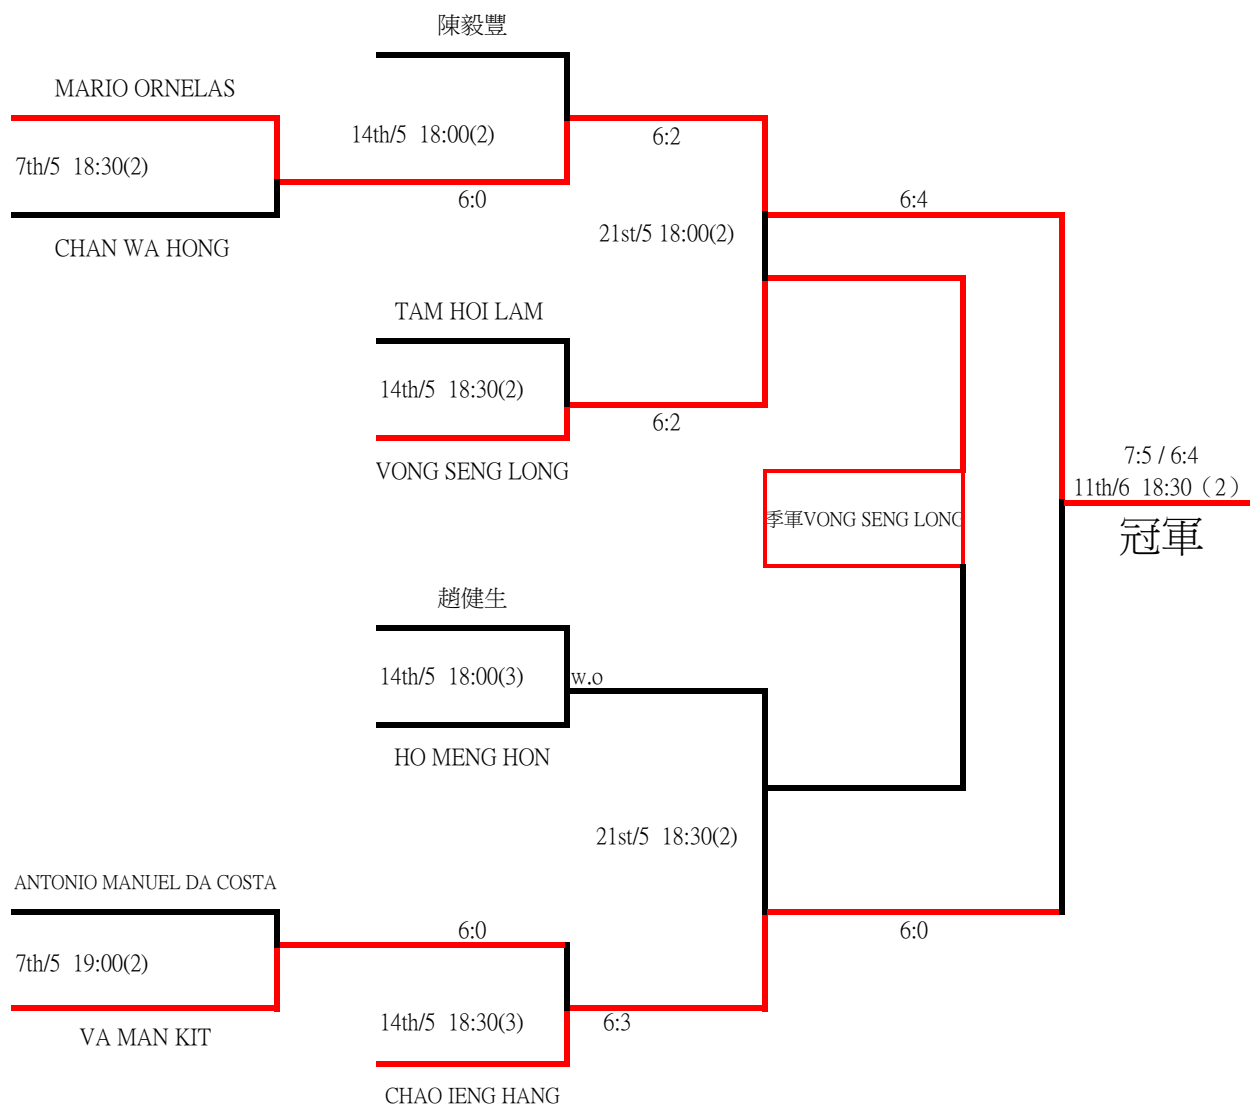 陳毅豐
MARIO ORNELAS
14th/5 18:00(2)
6:2
7th/5 18:30(2)
6:0
6:4
21st/5 18:00(2)
CHAN WA HONG
TAM HOI LAM
14th/5 18:30(2)
6:2
VONG SENG LONG
7:5 / 6:4
11th/6 18:30（2）
季軍VONG SENG LONG
冠軍
趙健生
14th/5 18:00(3)
w.o
HO MENG HON
21st/5 18:30(2)
ANTONIO MANUEL DA COSTA
6:0
6:0
7th/5 19:00(2)
14th/5 18:30(3)
6:3
VA MAN KIT
CHAO IENG HANG